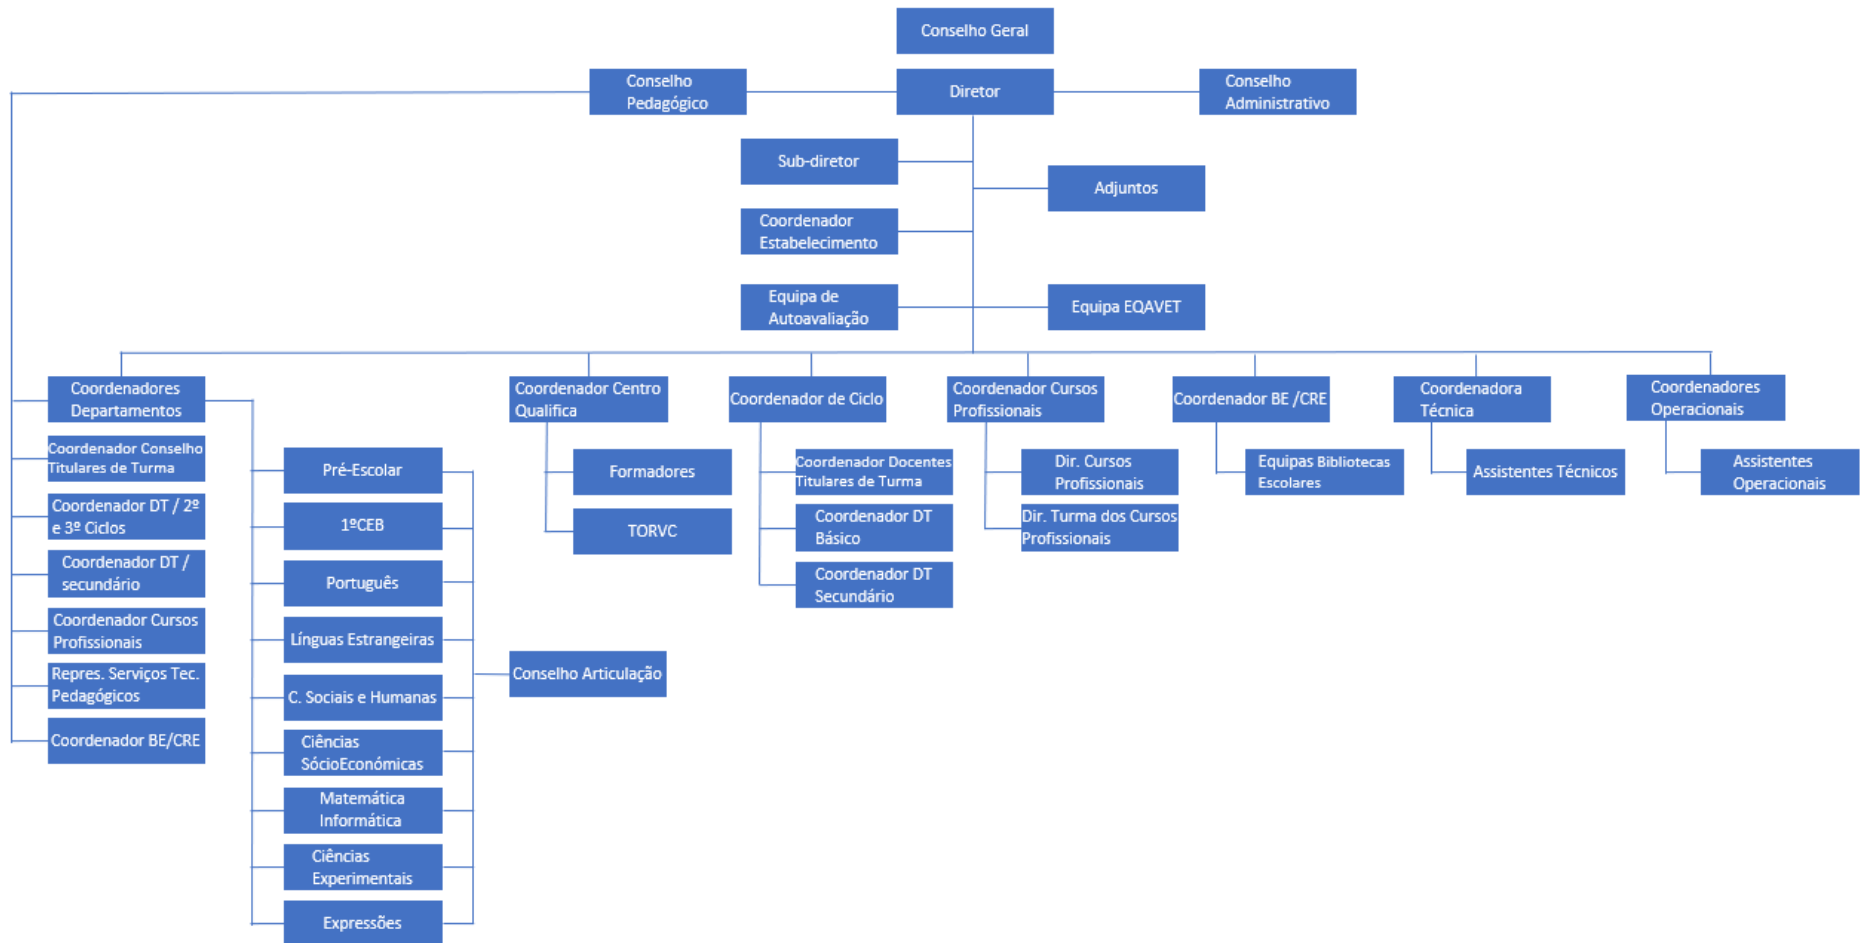 Conselho Geral
Conselho
Pedagógico
Diretor
Conselho
Administrativo
Sub-diretor
Adjuntos
Coordenador
Estabelecimento
Equipa de
Autoavaliação
Equipa EQAVET
Coordenadores
Departamentos
Coordenador Centro
Qualifica
Coordenador de Ciclo
Coordenador Cursos
Profissionais
Coordenador BE /CRE
Coordenadora
Técnica
Coordenadores
Operacionais
Coordenador Conselho
Titulares de Turma
Coordenador DT / 2º
e 3º Ciclos
Coordenador DT /
secundário
Coordenador Cursos
Profissionais
Repres. Serviços Tec.
Pedagógicos
Coordenador BE/CRE
Pré-Escolar
1ºCEB
Português
Línguas Estrangeiras
C. Sociais e Humanas
Ciências
SócioEconómicas
Matemática
Informática
Ciências
Experimentais
Expressões
Conselho Articulação
Formadores
TORVC
Coordenador Docentes
Titulares de Turma
Coordenador DT
Básico
Coordenador DT
Secundário
Dir. Cursos
Profissionais
Dir. Turma dos Cursos
Profissionais
Equipas Bibliotecas
Escolares
Assistentes Técnicos
Assistentes
Operacionais